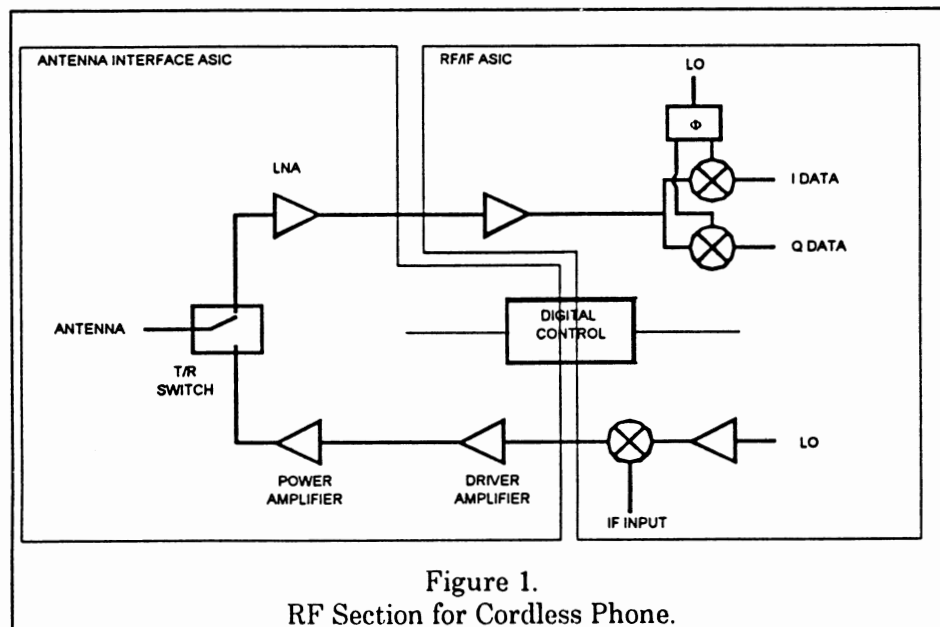 ANTENNA INTERFACE ASIC
RF/IF ASIC
LO
Φ
LNA
I DATA
Q DATA
ANTENNA
T/R
SWITCH
DIGITAL
CONTROL
POWER
AMPLIFIER
DRIVER
AMPLIFIER
LO
IF INPUT
Figure 1.
RF Section for Cordless Phone.